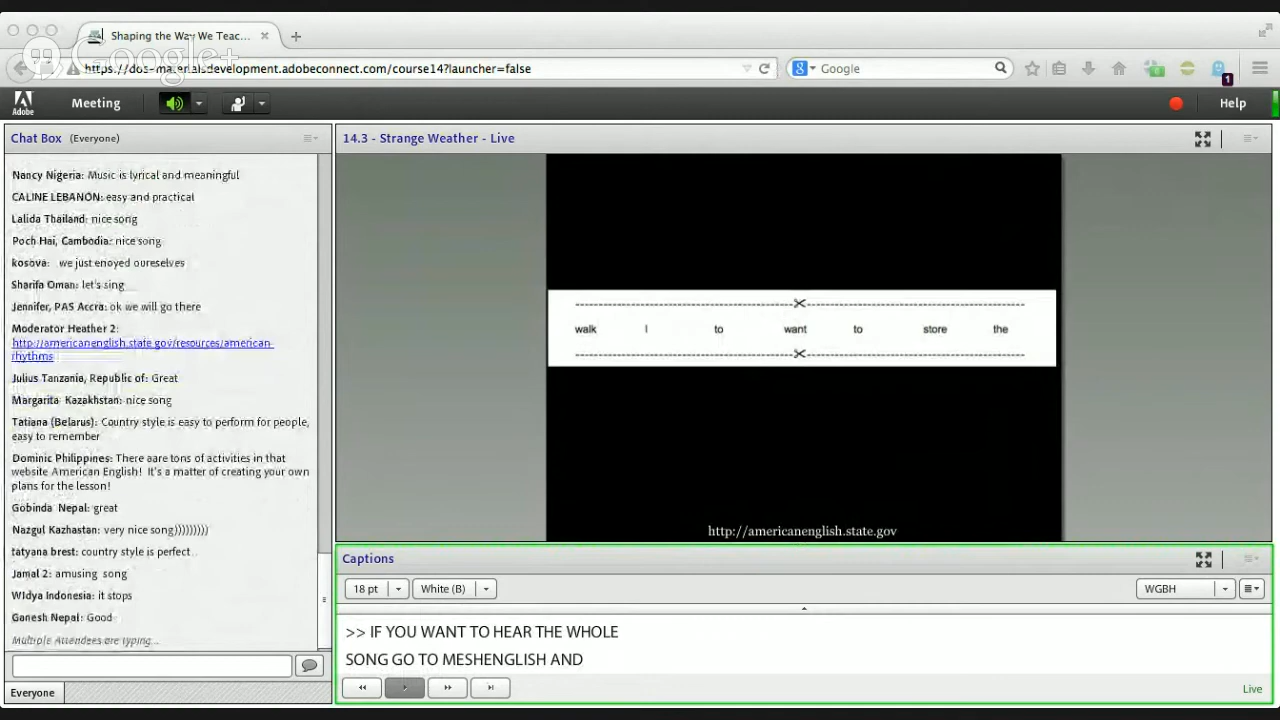 Shaping the Way We Teac...
Google+
https://dos-materialsdevelopment.adobeconnect.com/course14?launcher=false
Google
1
Adobe
Meeting
Help
Chat Box (Everyone)
Nancy Nigeria: Music is lyrical and meaningful
CALINE LEBANON: easy and practical
Lalida Thailand: nice song
Poch Hai, Cambodia: nice song
kosova: we just enoyed oureselves
Sharifa Oman: let's sing
Jennifer, PAS Accra: ok we will go there
Moderator Heather 2:
http://americanenglish.state.gov/resources/american-
rhythms
Julius Tanzania, Republic of: Great
Margarita Kazakhstan: nice song
Tatiana (Belarus): Country style is easy to perform for people,
easy to remember
Dominic Philippines: There aare tons of activities in that
website American English! It's a matter of creating your own
plans for the lesson!
Gobinda Nepal: great
Nazgul Kazhastan: very nice song)))))))))
tatyana brest: country style is perfect
Jamal 2: amusing song
WIdya Indonesia: it stops
Ganesh Nepal: Good
Multiple Attendees are typing...
Everyone
14.3 - Strange Weather - Live
walk I to want to store the
http://americanenglish.state.gov
Captions
18 pt
White (B)
WGBH
>> IF YOU WANT TO HEAR THE WHOLE
SONG GO TO MESHENGLISH AND
Live